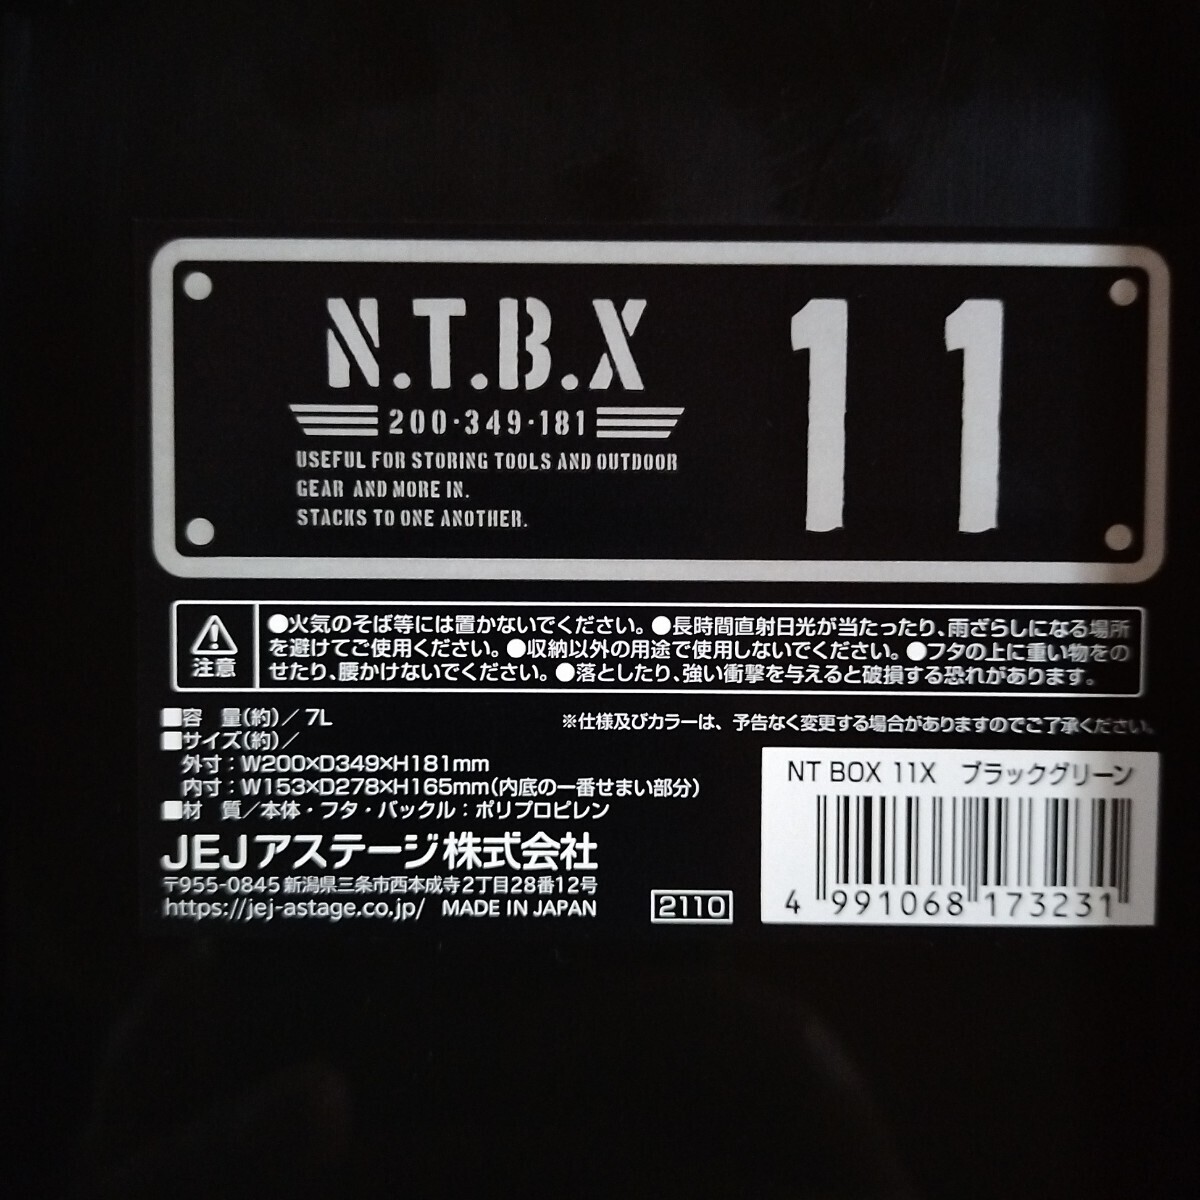 N.T.B.X 11
200・349・181
USEFUL FOR STORING TOOLS AND OUTDOOR
GEAR AND MORE IN.
STACKS TO ONE ANOTHER.
注意
●火気のそば等には置かないでください。●長時間直射日光が当たったり、雨ざらしになる場所
を避けてご使用ください。●収納以外の用途で使用しないでください。●フタの上に重い物をの
せたり、腰かけないでください。●落としたり、強い衝撃を与えると破損する恐れがあります。
■容 量(約)/7L
※仕様及びカラーは、予告なく変更する場合がありますのでご了承ください。
■サイズ(約)/
外寸:W200×D349×H181mm
内寸:W153×D278×H165mm(内底の一番せまい部分)
■材 質/本体・フタ・バックル:ポリプロピレン
JEJアステージ株式会社
〒955-0845 新潟県三条市西本成寺2丁目28番12号
https://jej-astage.co.jp/ MADE IN JAPAN
2110
NT BOX 11X ブラックグリーン
4 991068 173231